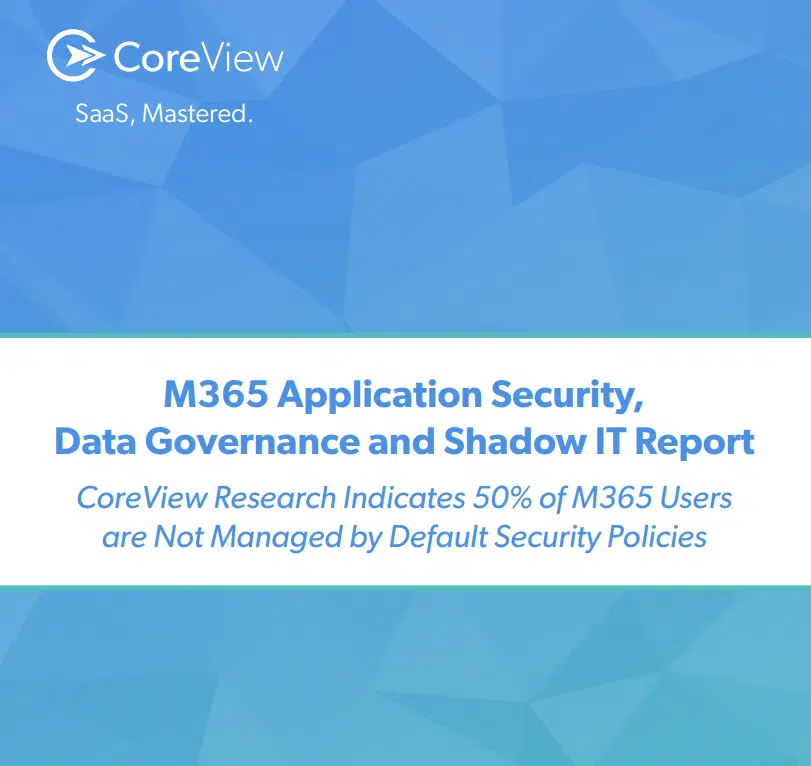 CoreView
SaaS, Mastered.
M365 Application Security,
Data Governance and Shadow IT Report
CoreView Research Indicates 50% of M365 Users
are Not Managed by Default Security Policies